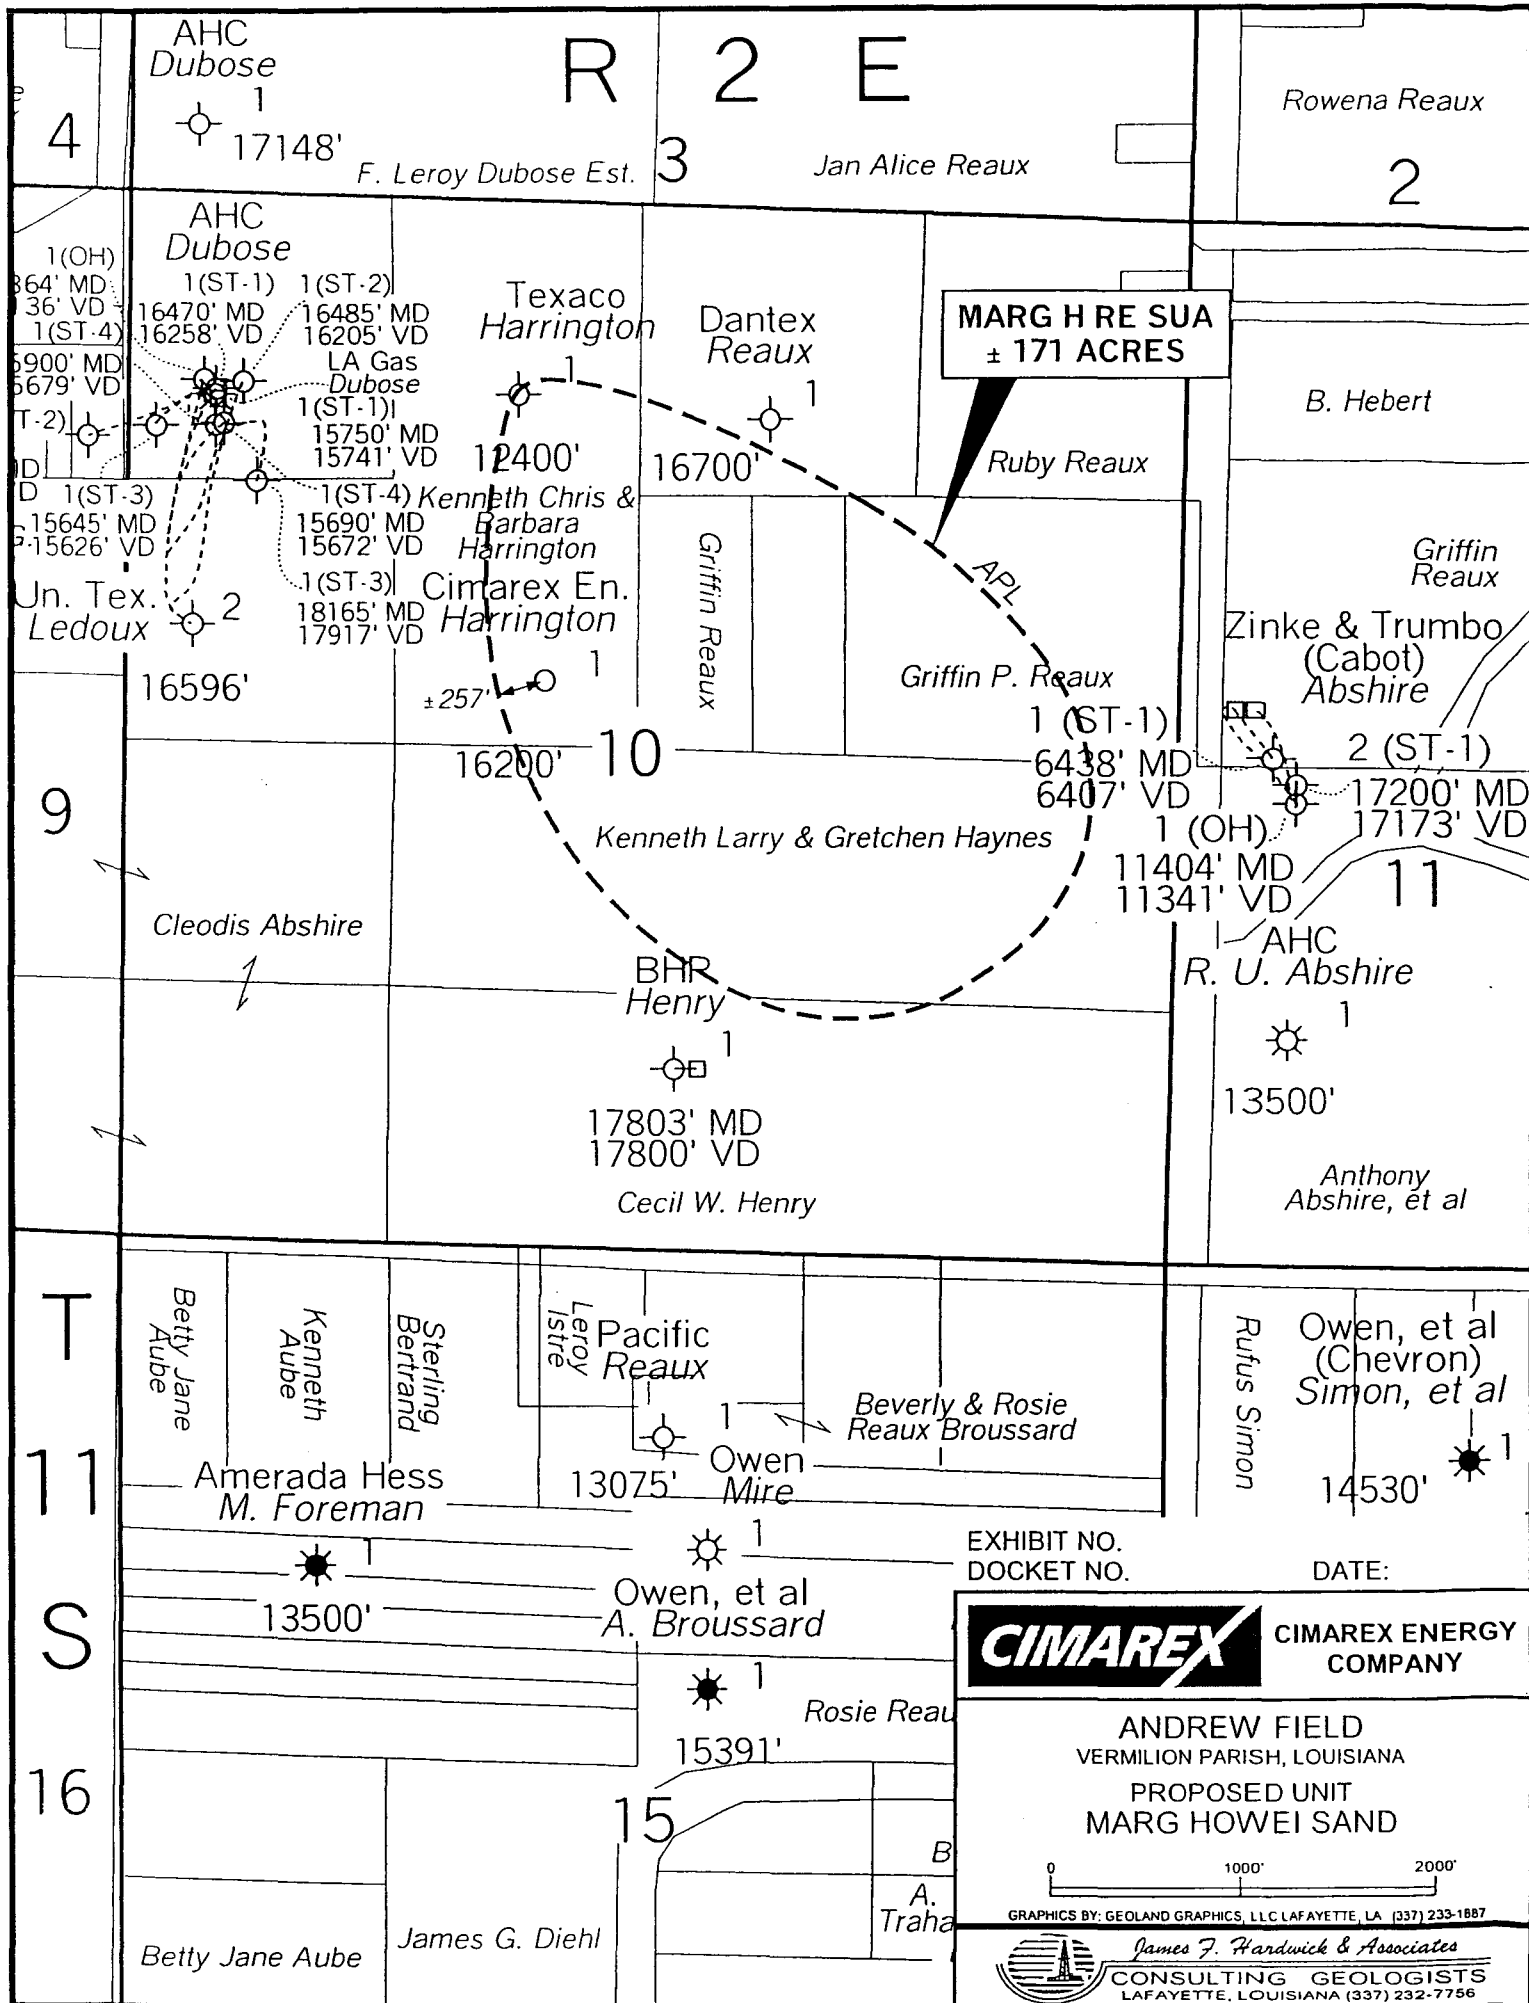 R 2 E
AHC
Dubose
1
17148'
4
F. Leroy Dubose Est.
3
Jan Alice Reaux
Rowena Reaux
2
AHC
Dubose
1(OH)
364' MD
36' VD
1(ST-4)
5900' MD
5679' VD
1(ST-1)
16470' MD
16258' VD
1(ST-2)
16485' MD
16205' VD
LA Gas
Dubose
1(ST-1)
15750' MD
15741' VD
1(ST-4)
15690' MD
15672' VD
1(ST-3)
18165' MD
17917' VD
T-2)
D
1(ST-3)
15645' MD
15626' VD
Un. Tex.
Ledoux
2
16596'
Texaco
Harrington
1
12400'
Dantex
Reaux
1
16700'
MARG H RE SUA
± 171 ACRES
Ruby Reaux
B. Hebert
Kenneth Chris &
Barbara
Harrington
Cimarex En.
Harrington
1
±257'
16200'
10
Griffin Reaux
APL
Griffin P. Reaux
Griffin
Reaux
Zinke & Trumbo
(Cabot)
Abshire
1 (ST-1)
6438' MD
6407' VD
2 (ST-1)
17200' MD
17173' VD
1 (OH)
11404' MD
11341' VD
11
9
Kenneth Larry & Gretchen Haynes
Cleodis Abshire
BHR
Henry
1
17803' MD
17800' VD
Cecil W. Henry
AHC
R. U. Abshire
1
13500'
Anthony
Abshire, et al
T
11
S
Betty Jane
Aube
Kenneth
Aube
Sterling
Bertrand
Leroy
Istre
Pacific
Reaux
1
13075'
Beverly & Rosie
Reaux Broussard
Rufus Simon
Owen, et al
(Chevron)
Simon, et al
1
14530'
Amerada Hess
M. Foreman
1
13500'
Owen
Mire
1
Owen, et al
A. Broussard
1
15391'
Rosie Reau
16
15
B
A.
Traha
Betty Jane Aube
James G. Diehl
EXHIBIT NO.
DOCKET NO. DATE:
CIMAREX
CIMAREX ENERGY
COMPANY
ANDREW FIELD
VERMILION PARISH, LOUISIANA
PROPOSED UNIT
MARG HOWEI SAND
0 1000' 2000'
GRAPHICS BY: GEOLAND GRAPHICS, LLC LAFAYETTE, LA (337) 233-1887
James F. Hardwick & Associates
CONSULTING GEOLOGISTS
LAFAYETTE, LOUISIANA (337) 232-7756